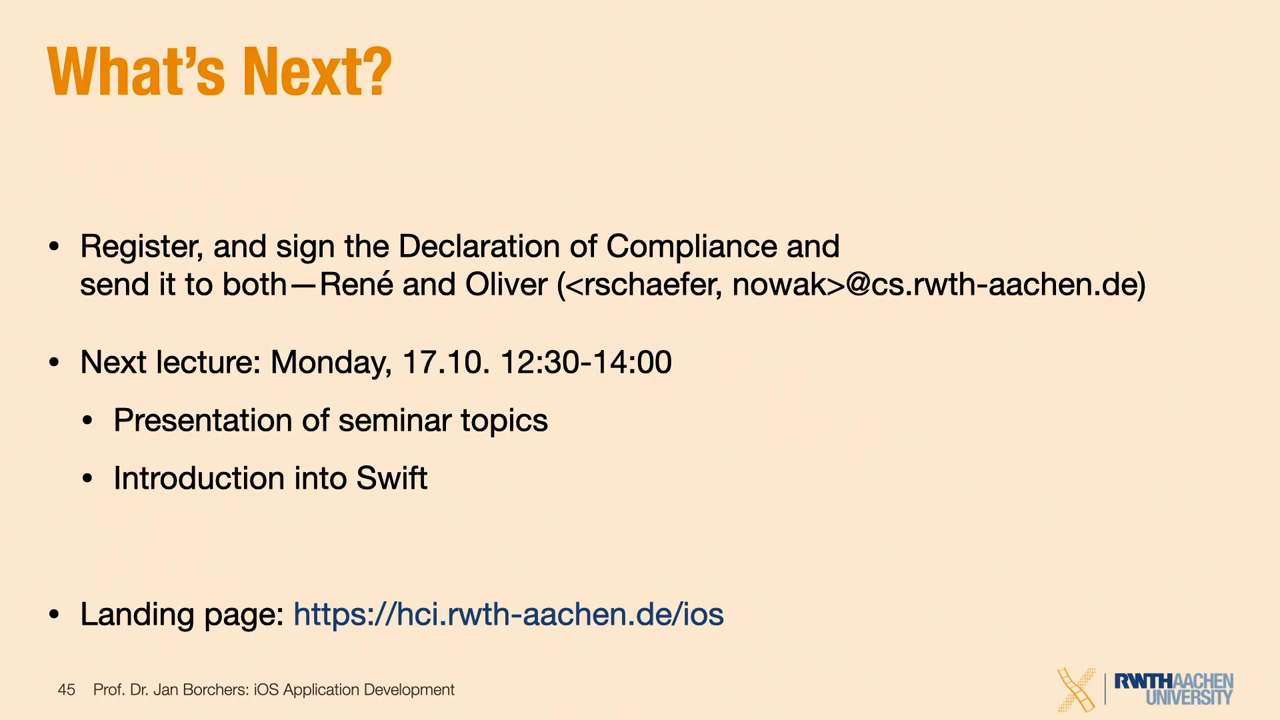 What’s Next?
• Register, and sign the Declaration of Compliance and
send it to both—René and Oliver (<rschaefer, nowak>@cs.rwth-aachen.de)
• Next lecture: Monday, 17.10. 12:30-14:00
• Presentation of seminar topics
• Introduction into Swift
• Landing page: https://hci.rwth-aachen.de/ios
45 Prof. Dr. Jan Borchers: iOS Application Development
RWTHAACHEN
UNIVERSITY